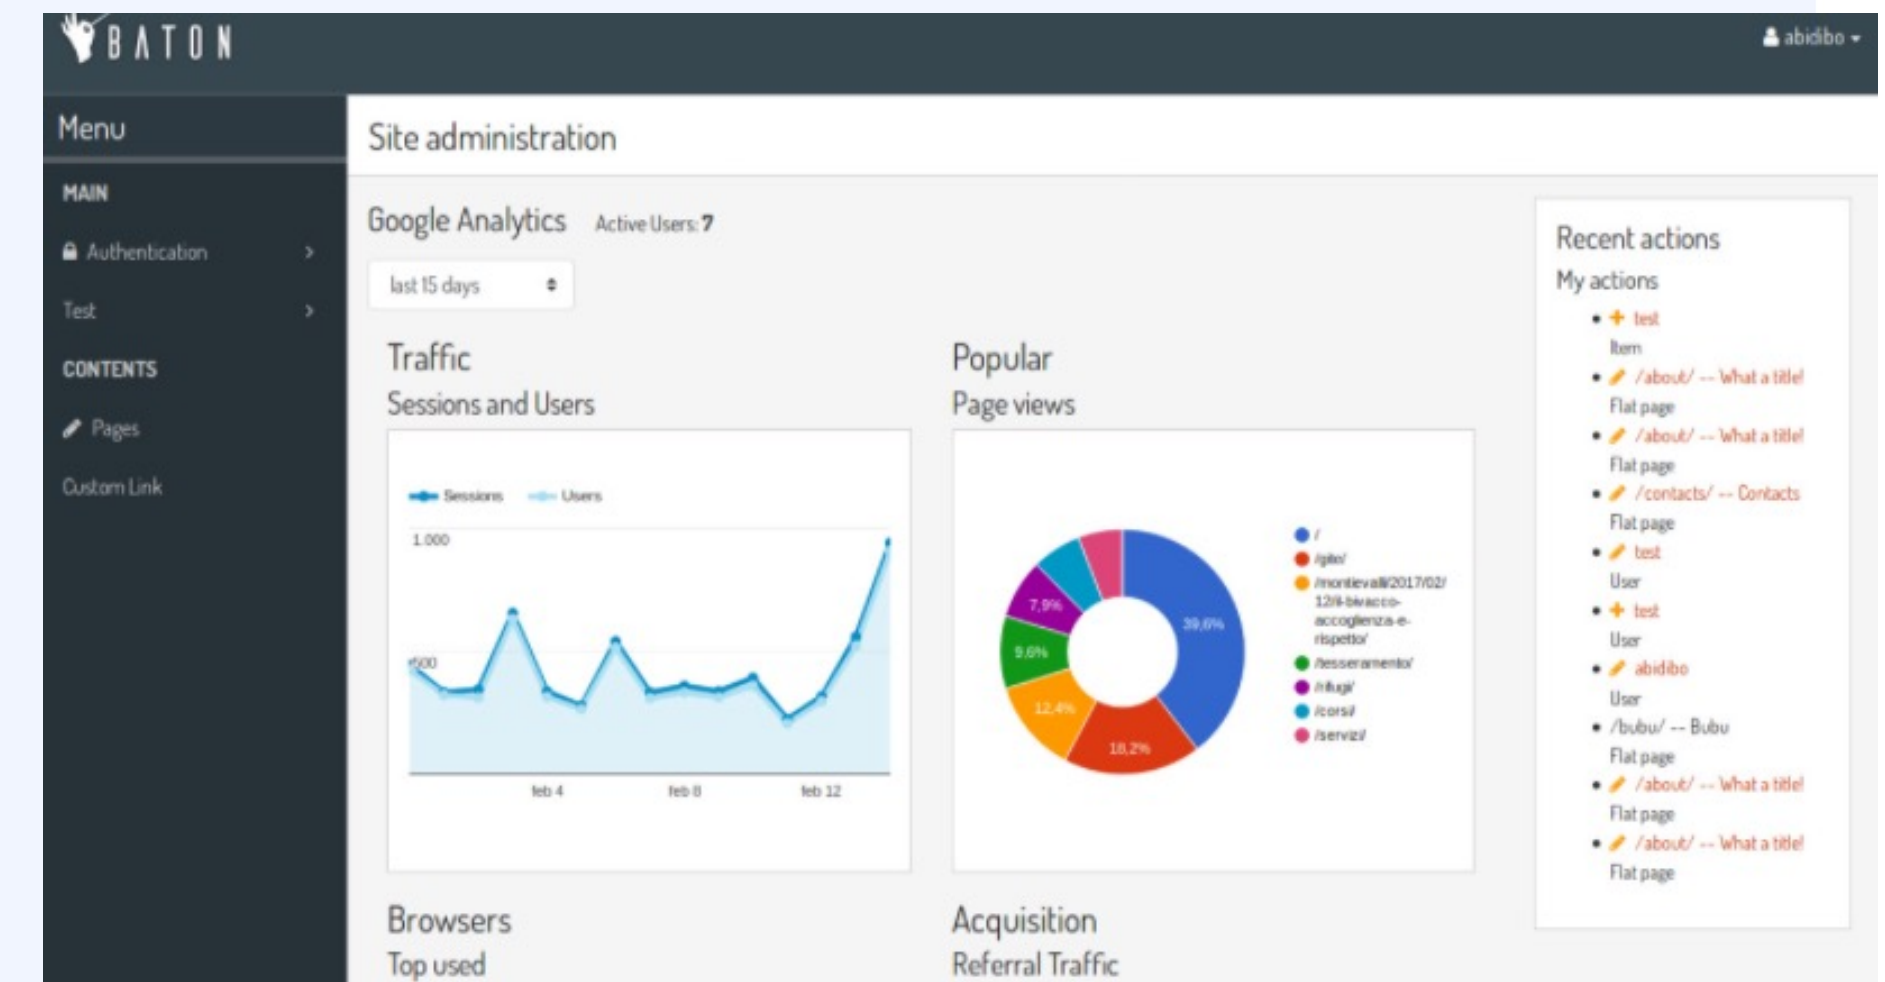 BATON
abidibo
Menu
MAIN
Authentication
Test
CONTENTS
Pages
Custom Link
Site administration
Google Analytics Active Users: 7
last 15 days
Traffic
Sessions and Users
Sessions Users
1.000
500
feb 4 feb 8 feb 12
Popular
Page views
39,6%
18,2%
12,4%
9,6%
7,9%
/
/gite/
/montievalli/2017/02/
12/il-bivacco-
accoglienza-e-
rispetto/
/tesseramento/
/rifugi/
/corsi/
/servizi/
Browsers
Top used
Acquisition
Referral Traffic
Recent actions
My actions
test
Item
/about/ -- What a title!
Flat page
/about/ -- What a title!
Flat page
/contacts/ -- Contacts
Flat page
test
User
test
User
abidibo
User
/bubu/ -- Bubu
Flat page
/about/ -- What a title!
Flat page
/about/ -- What a title!
Flat page